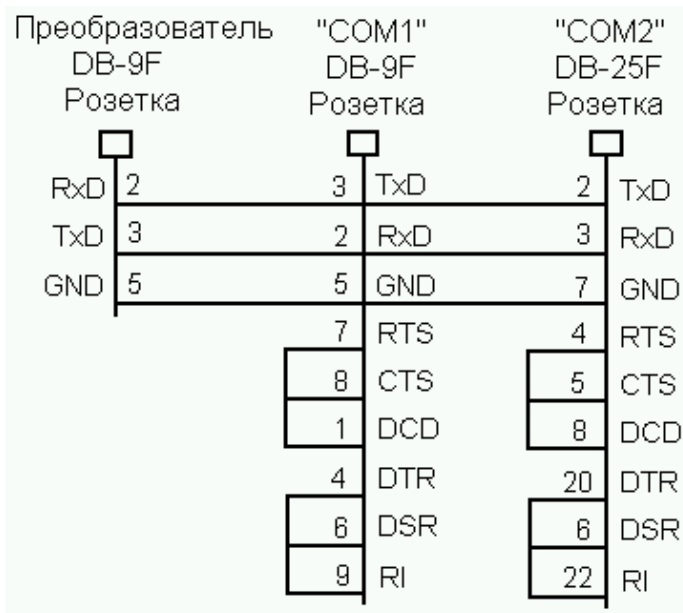 Преобразователь "COM1" "COM2"
DB-9F DB-9F DB-25F
Розетка Розетка Розетка
RxD 2 3 TxD 2 TxD
TxD 3 2 RxD 3 RxD
GND 5 5 GND 7 GND
7 RTS 4 RTS
8 CTS 5 CTS
1 DCD 8 DCD
4 DTR 20 DTR
6 DSR 6 DSR
9 RI 22 RI